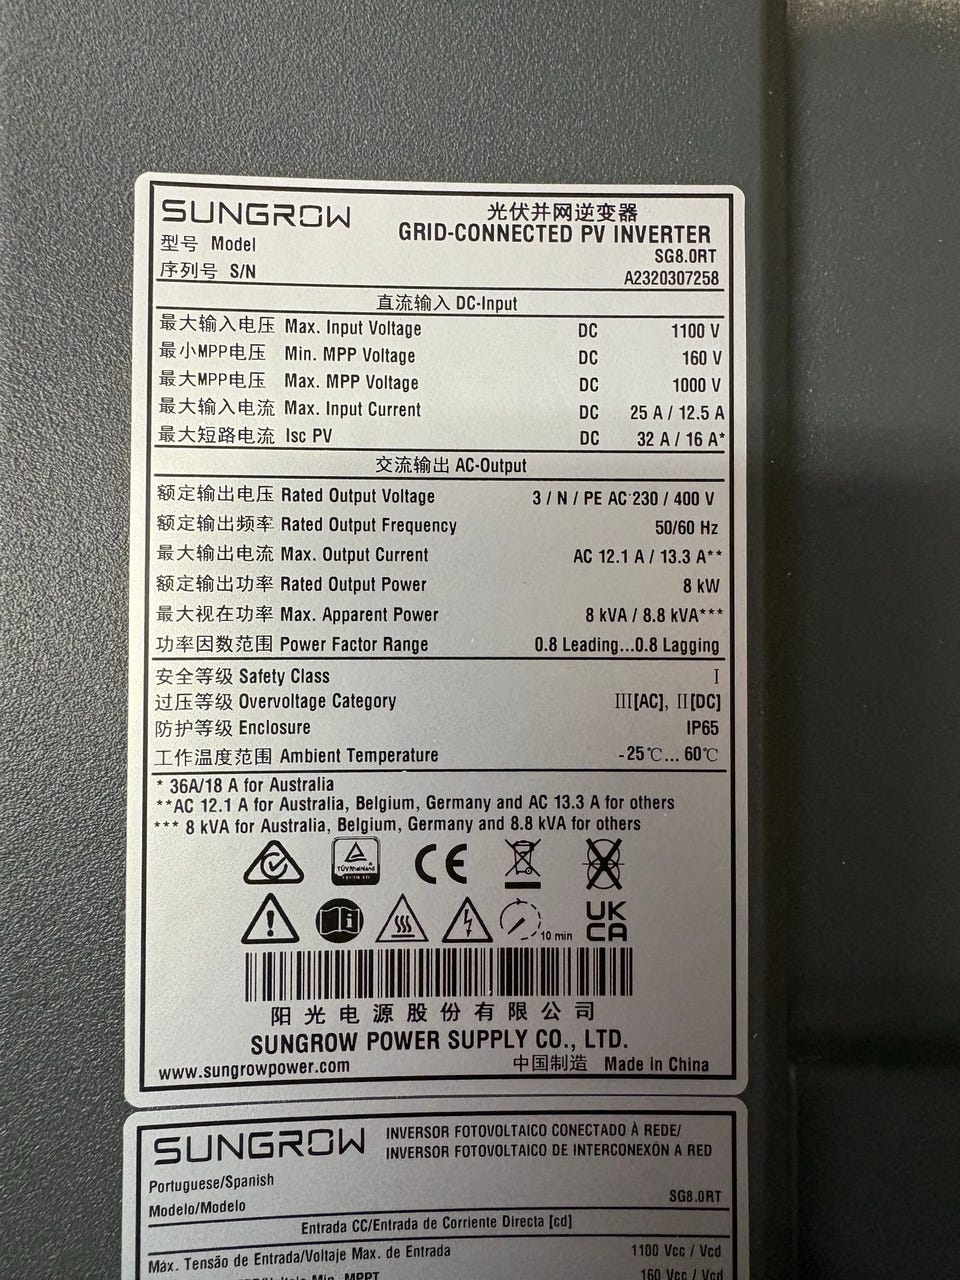 SUNGROW 光伏并网逆变器
GRID-CONNECTED PV INVERTER
型号 Model SG8.0RT
序列号 S/N A2320307258
直流输入 DC-Input
最大输入电压 Max. Input Voltage DC 1100 V
最小MPP电压 Min. MPP Voltage DC 160 V
最大MPP电压 Max. MPP Voltage DC 1000 V
最大输入电流 Max. Input Current DC 25 A / 12.5 A
最大短路电流 Isc PV DC 32 A / 16 A*
交流输出 AC-Output
额定输出电压 Rated Output Voltage 3 / N / PE AC 230 / 400 V
额定输出频率 Rated Output Frequency 50/60 Hz
最大输出电流 Max. Output Current AC 12.1 A / 13.3 A**
额定输出功率 Rated Output Power 8 kW
最大视在功率 Max. Apparent Power 8 kVA / 8.8 kVA***
功率因数范围 Power Factor Range 0.8 Leading...0.8 Lagging
安全等级 Safety Class I
过压等级 Overvoltage Category III[AC], II[DC]
防护等级 Enclosure IP65
工作温度范围 Ambient Temperature -25℃... 60℃
* 36A/18 A for Australia
**AC 12.1 A for Australia, Belgium, Germany and AC 13.3 A for others
*** 8 kVA for Australia, Belgium, Germany and 8.8 kVA for others
TÜVRheinland
CE
10 min
UK
CA
阳光电源股份有限公司
SUNGROW POWER SUPPLY CO., LTD.
www.sungrowpower.com 中国制造 Made in China
SUNGROW INVERSOR FOTOVOLTAICO CONECTADO À REDE/
INVERSOR FOTOVOLTAICO DE INTERCONEXÓN A RED
Portuguese/Spanish
Modelo/Modelo SG8.0RT
Entrada CC/Entrada de Corriente Directa [cd]
Máx. Tensão de Entrada/Voltaje Max. de Entrada 1100 Vcc / Vcd
Min. MPPT 160 Vcc / Vcd